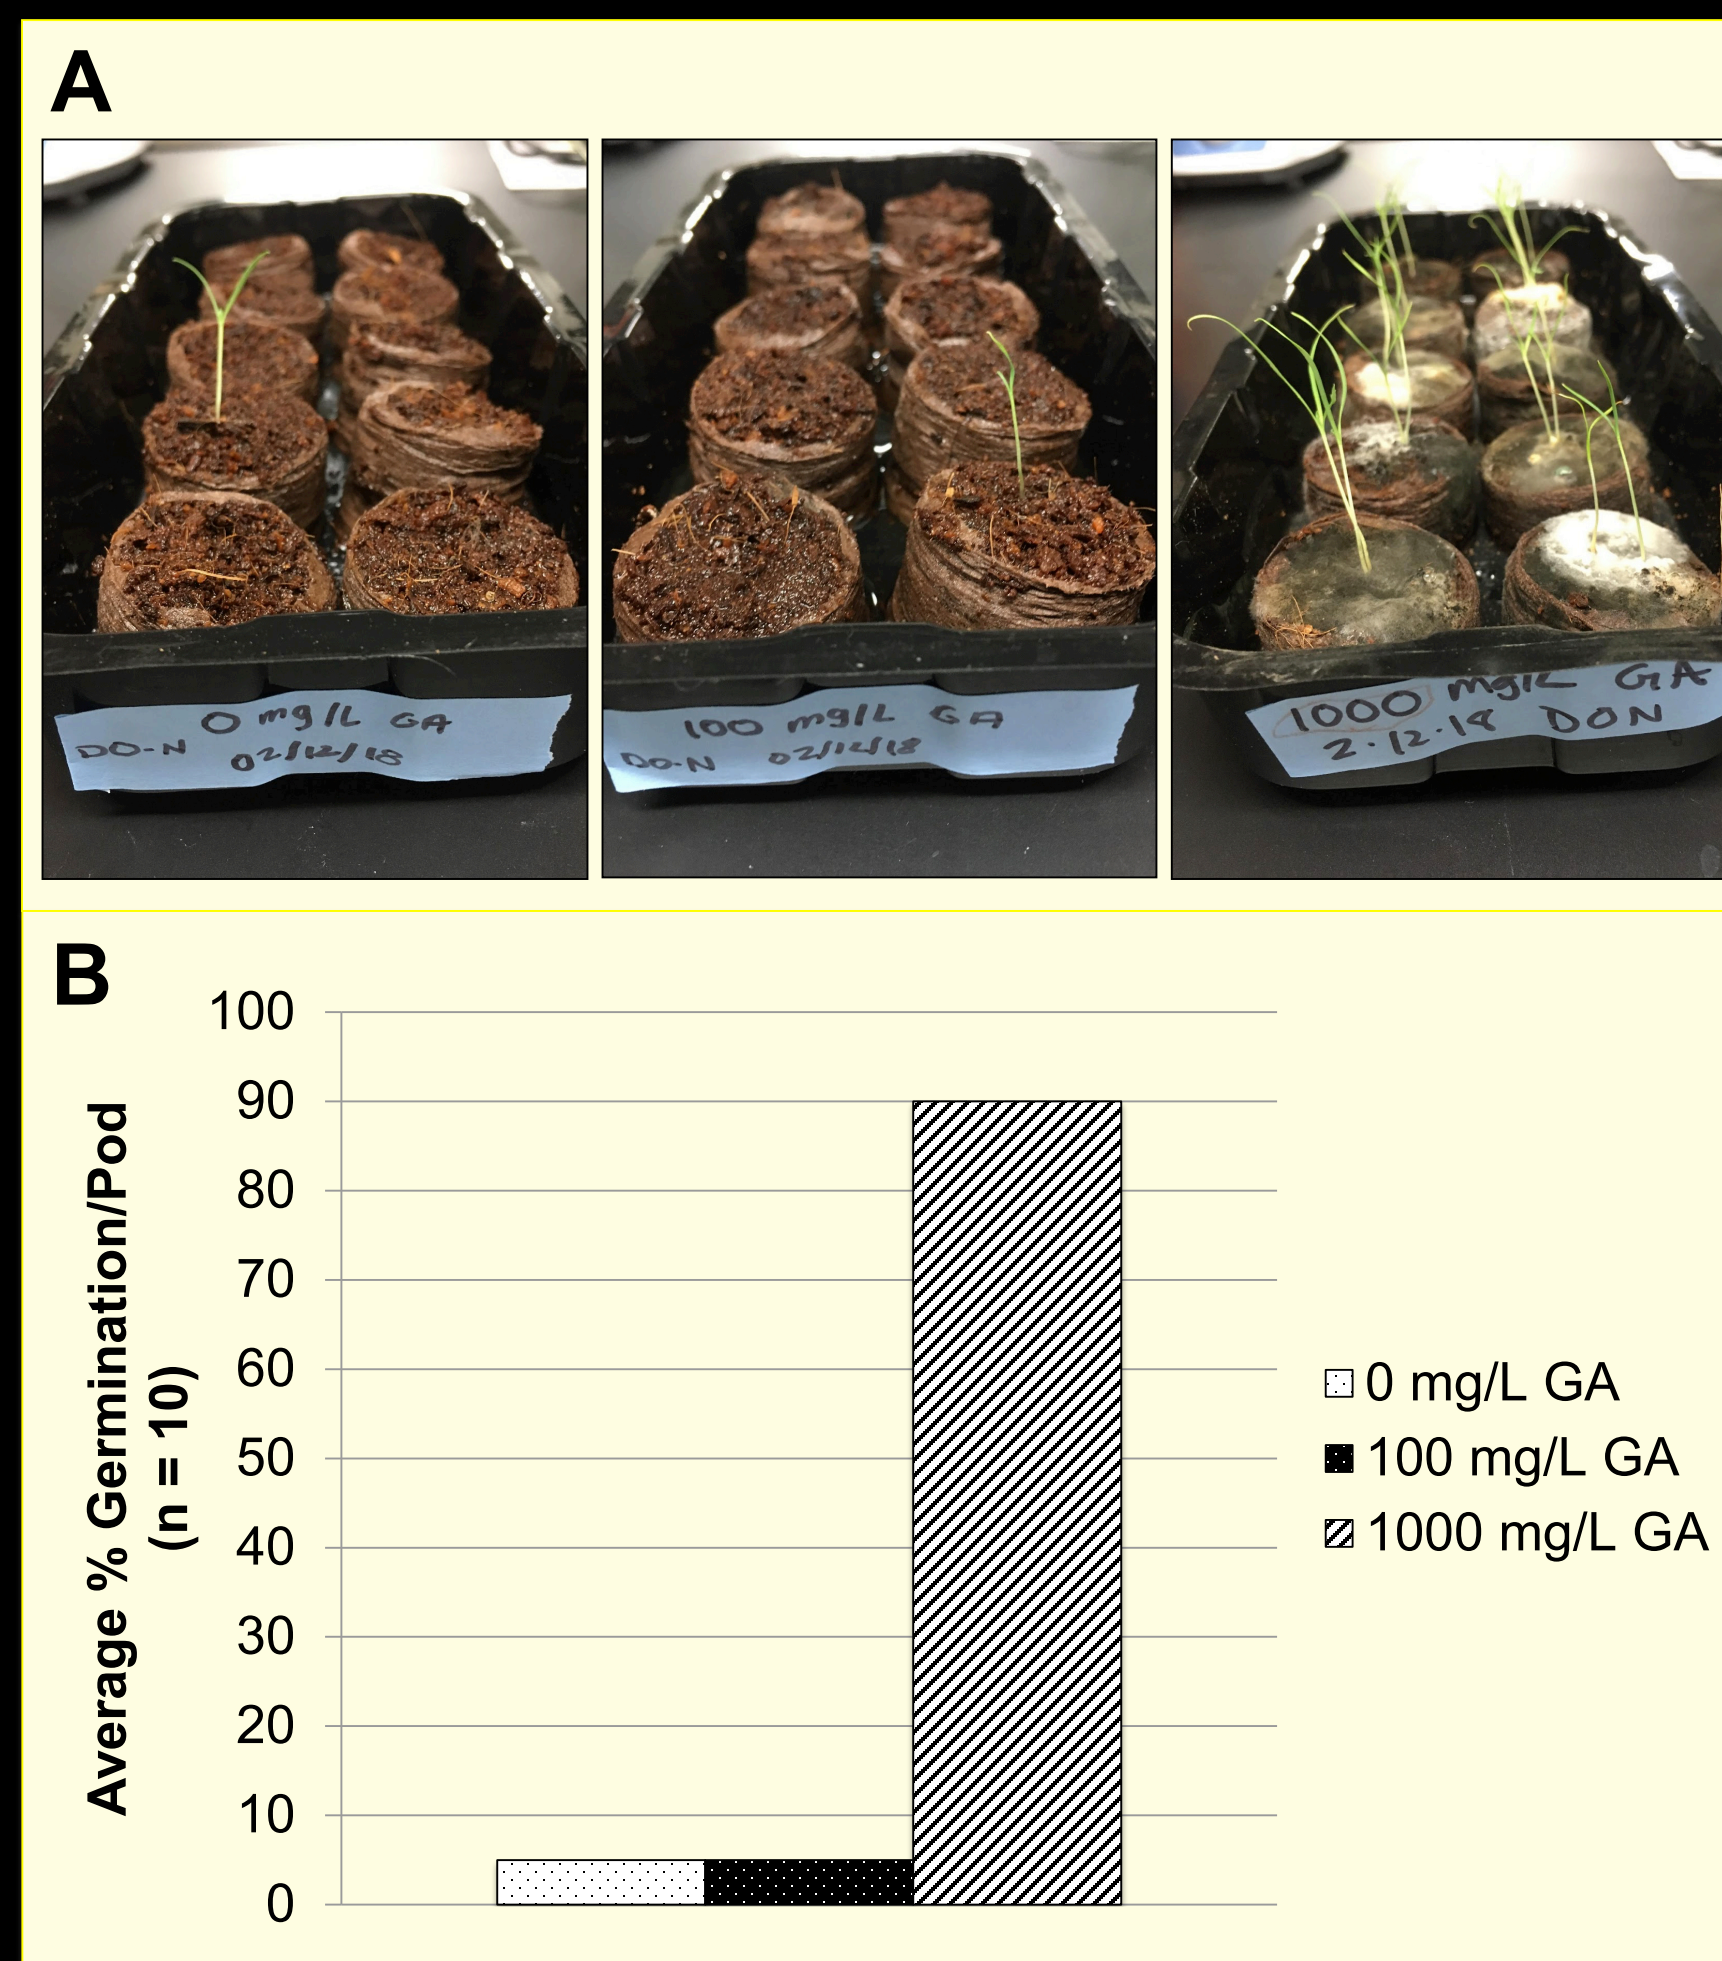 A
0 mg/L GA
DO-N 02/12/18
100 mg/L GA
DO-N 02/12/18
1000 mg/L GA
2.12.18 DON
B
100
90
80
70
60
50
40
30
20
10
0
Average % Germination/Pod
(n = 10)
0 mg/L GA
100 mg/L GA
1000 mg/L GA